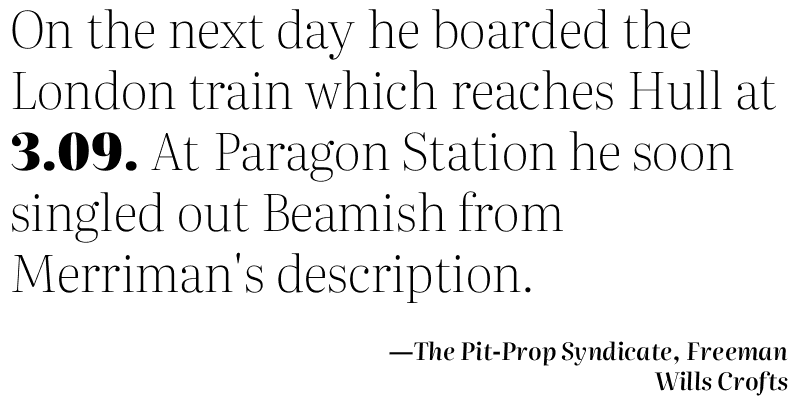 On the next day he boarded the
London train which reaches Hull at
3.09. At Paragon Station he soon
singled out Beamish from
Merriman's description.
—The Pit-Prop Syndicate, Freeman
Wills Crofts